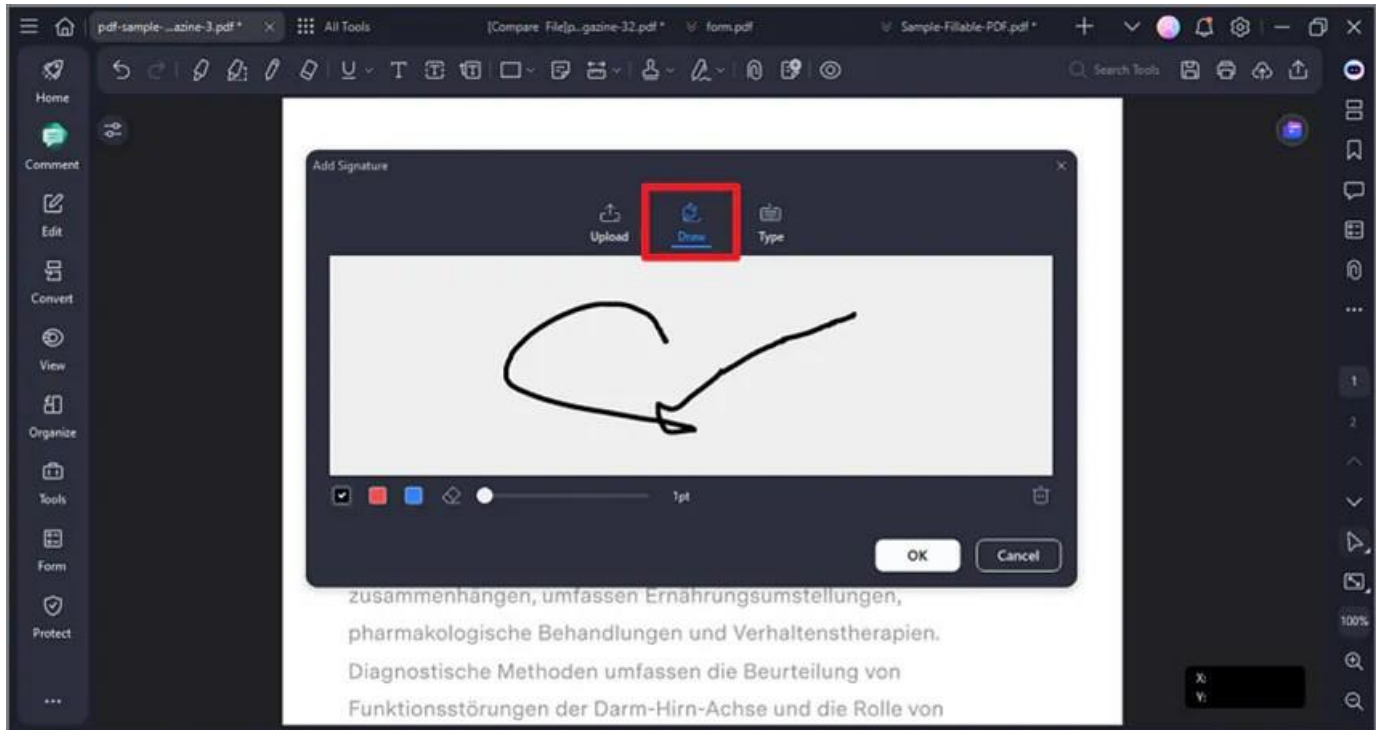 pdf-sample-...azine-3.pdf *
All Tools
[Compare File]p...gazine-32.pdf *
form.pdf
Sample-Fillable-PDF.pdf *
Search Tools
Home
Comment
Edit
Convert
View
Organize
Tools
Form
Protect
Add Signature
Upload
Draw
Type
1pt
OK
Cancel
zusammenhängen, umfassen Ernährungsumstellungen,
pharmakologische Behandlungen und Verhaltenstherapien.
Diagnostische Methoden umfassen die Beurteilung von
Funktionsstörungen der Darm-Hirn-Achse und die Rolle von
1
2
100%
X:
Y: